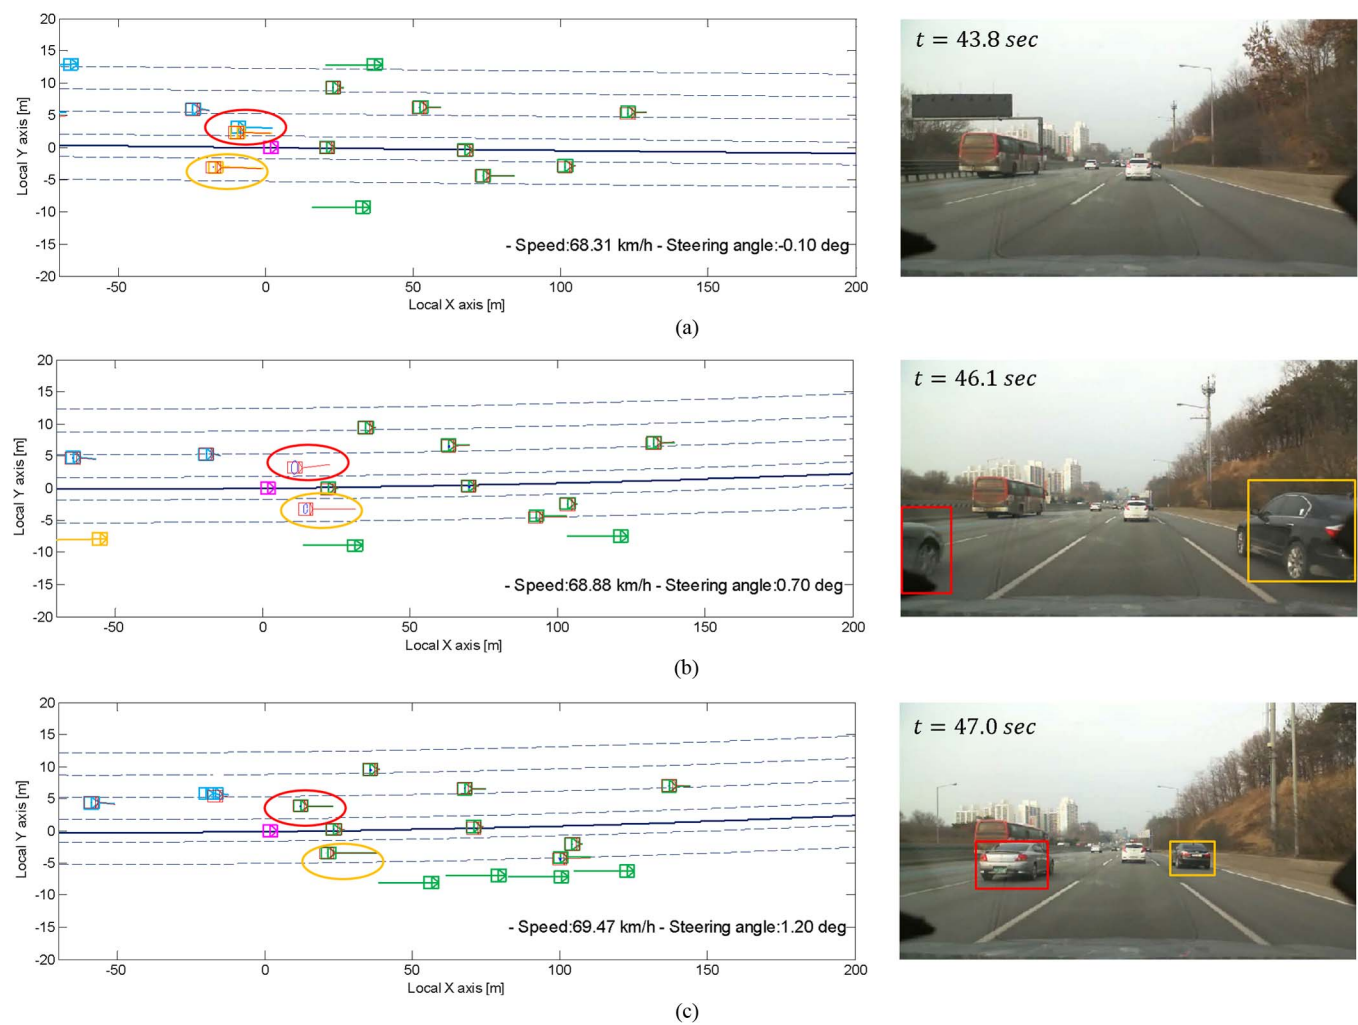 20
15
10
5
0
-5
-10
-15
-20
Local Y axis [m]
- Speed:68.31 km/h - Steering angle:-0.10 deg
-50 0 50 100 150 200
Local X axis [m]
t = 43.8 sec
(a)
20
15
10
5
0
-5
-10
-15
-20
Local Y axis [m]
- Speed:68.88 km/h - Steering angle:0.70 deg
-50 0 50 100 150 200
Local X axis [m]
t = 46.1 sec
(b)
20
15
10
5
0
-5
-10
-15
-20
Local Y axis [m]
- Speed:69.47 km/h - Steering angle:1.20 deg
-50 0 50 100 150 200
Local X axis [m]
t = 47.0 sec
(c)